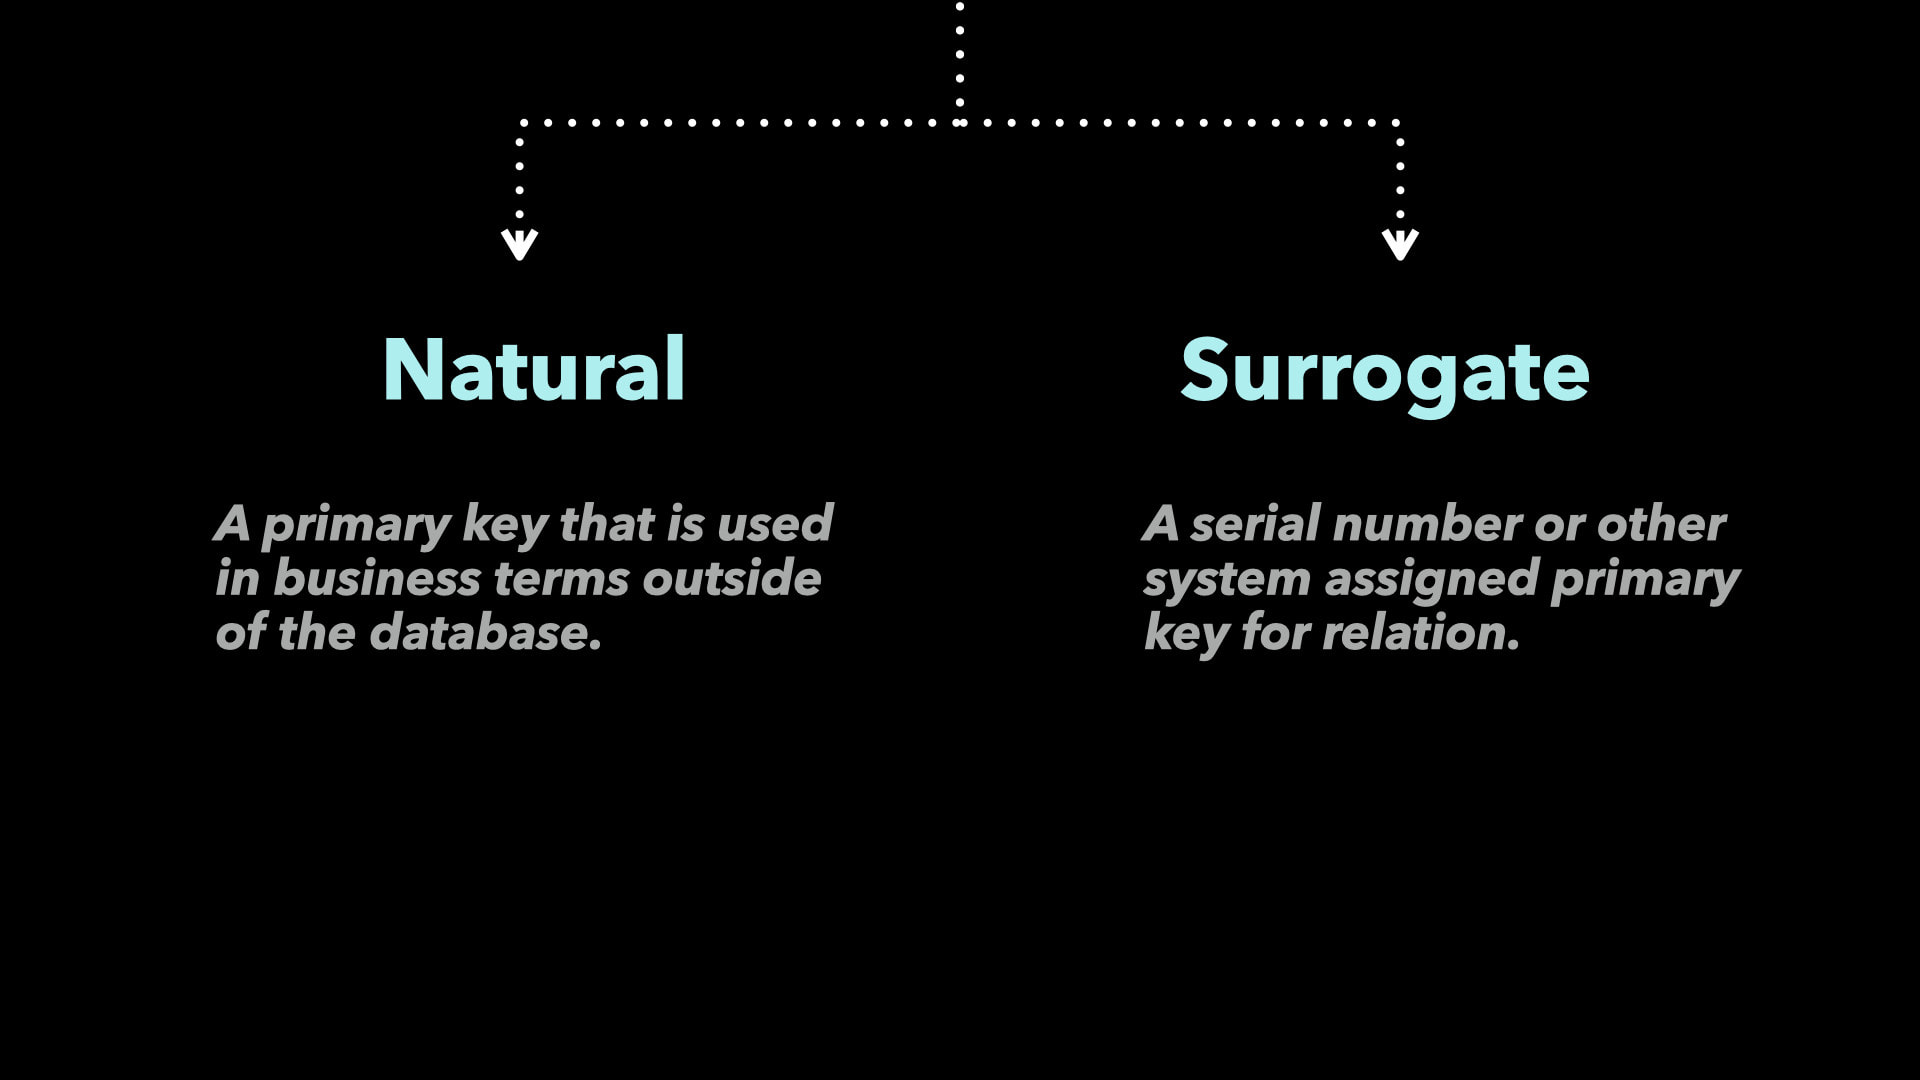 Natural
A primary key that is used
in business terms outside
of the database.
Surrogate
A serial number or other
system assigned primary
key for relation.